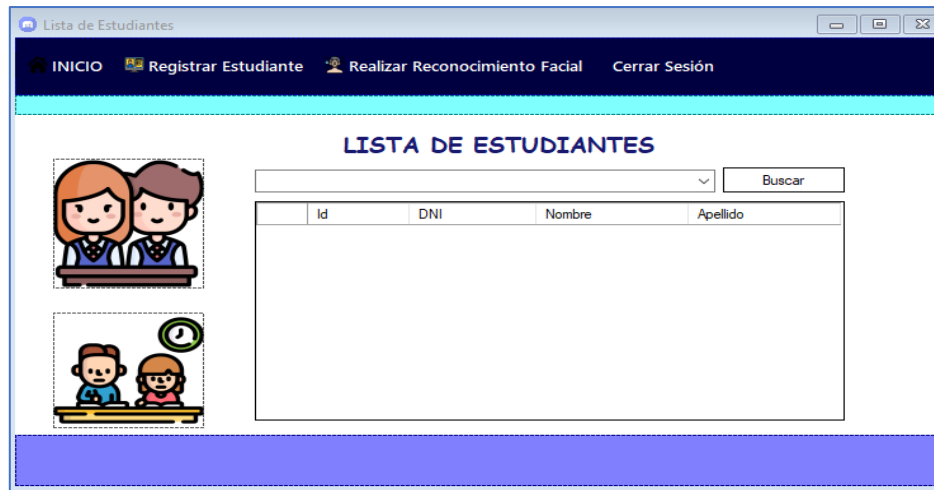 Lista de Estudiantes
INICIO Registrar Estudiante Realizar Reconocimiento Facial Cerrar Sesión
LISTA DE ESTUDIANTES
Buscar
Id DNI Nombre Apellido